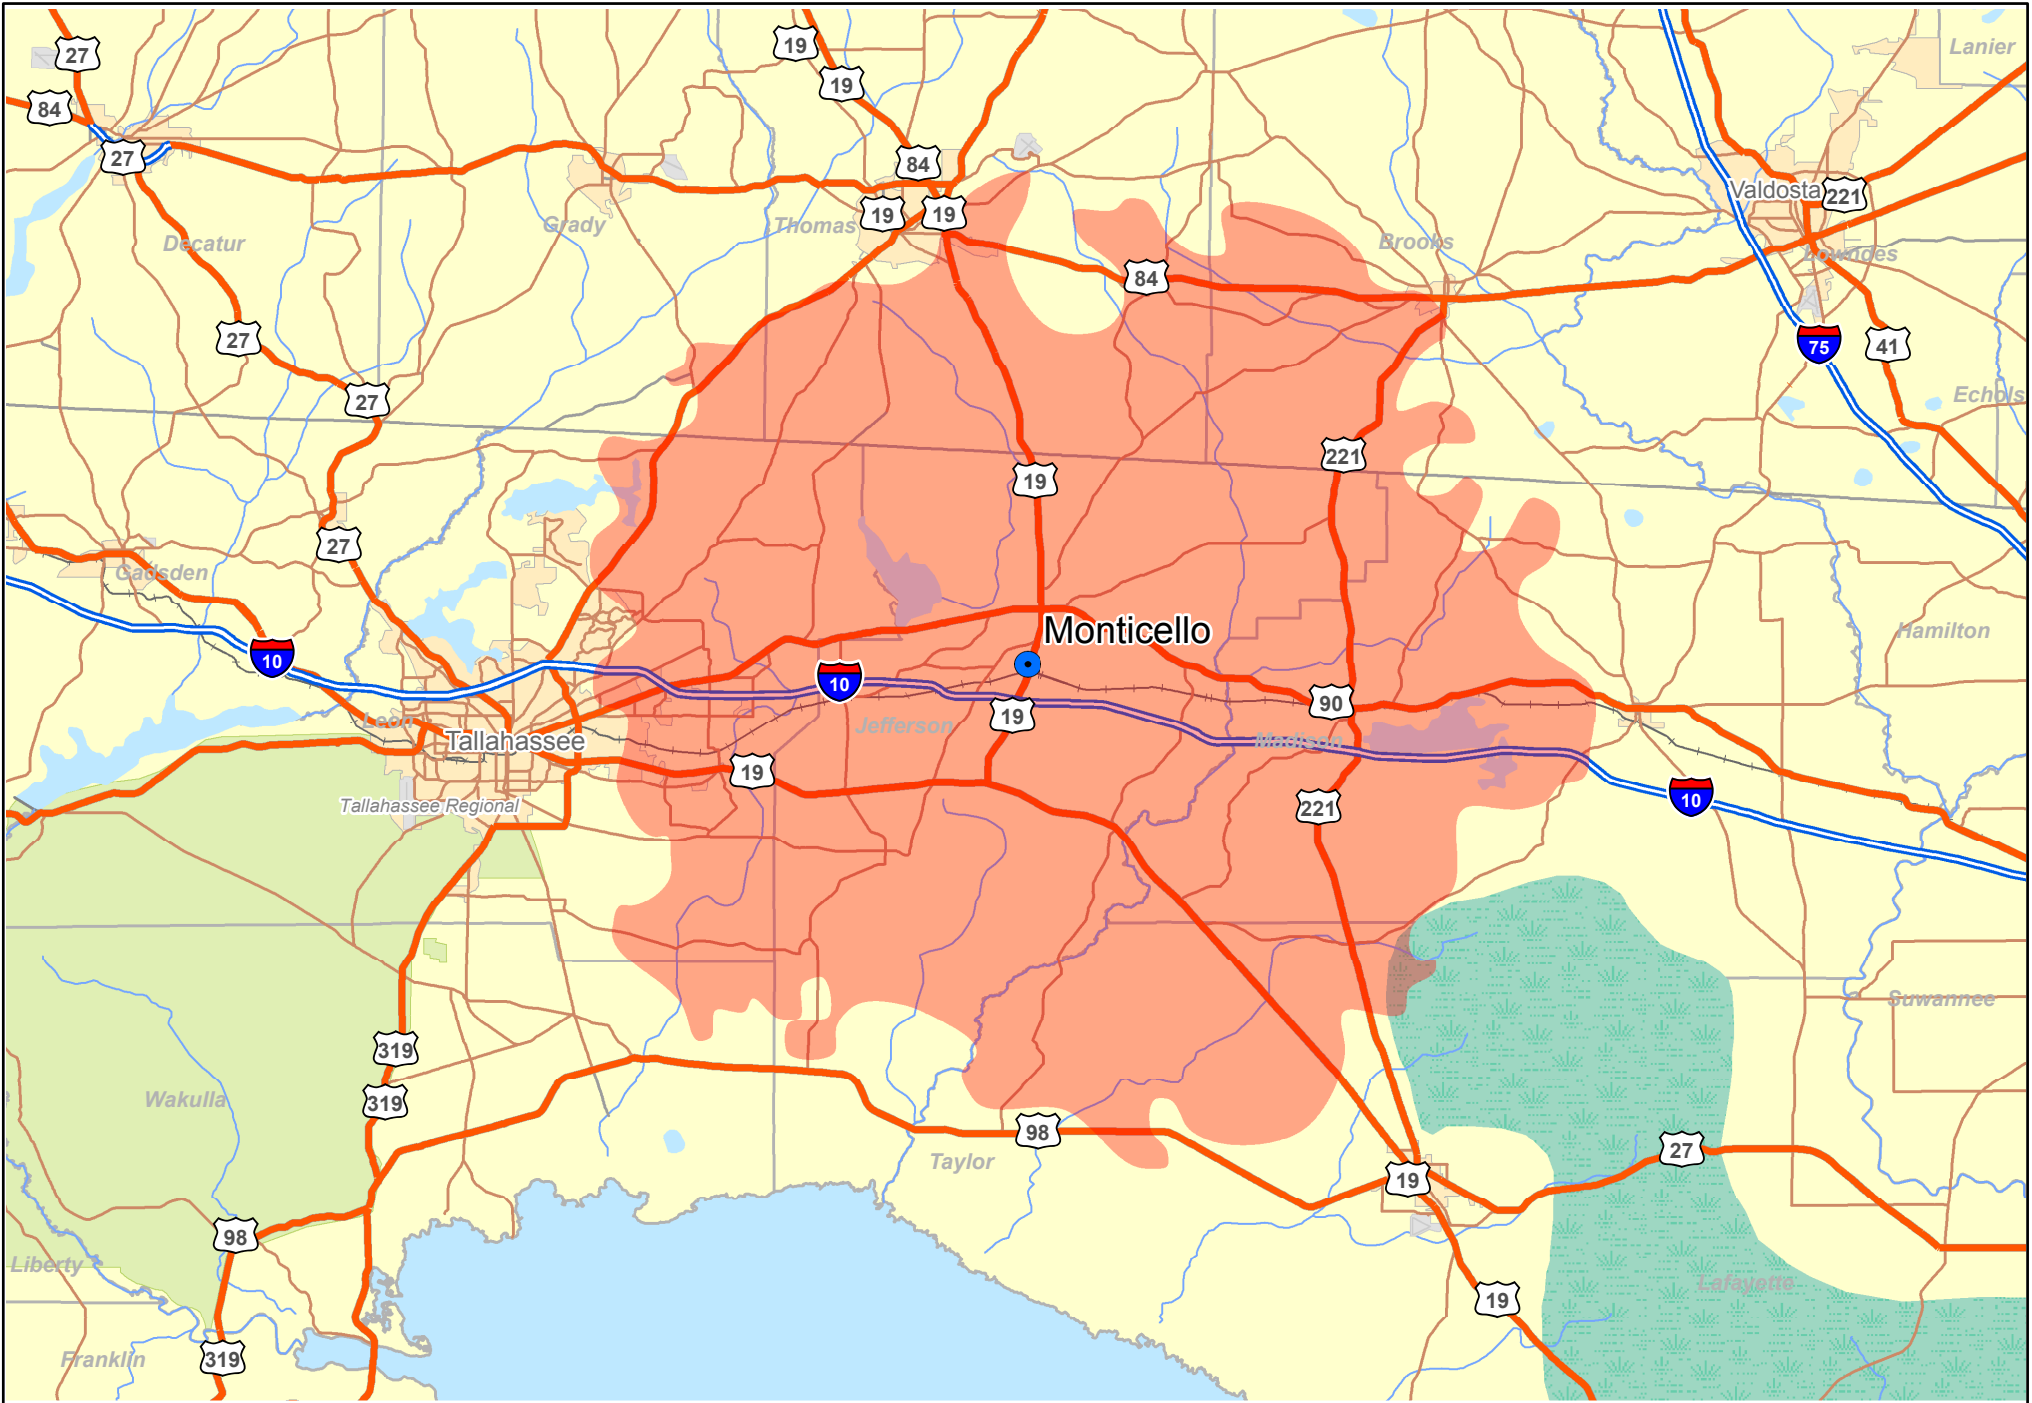 27
19
Lanier
84
19
27
84
Valdosta
221
19
19
Grady
Thomas
Decatur
Brooks
Lowndes
84
27
75
41
27
Echols
221
19
27
Gadsden
Monticello
Hamilton
10
10
90
19
Leon
Jefferson
Tallahassee
Madison
19
10
Tallahassee Regional
221
Suwannee
319
Wakulla
319
98
27
Taylor
19
98
Liberty
Lafayette
19
Franklin
319